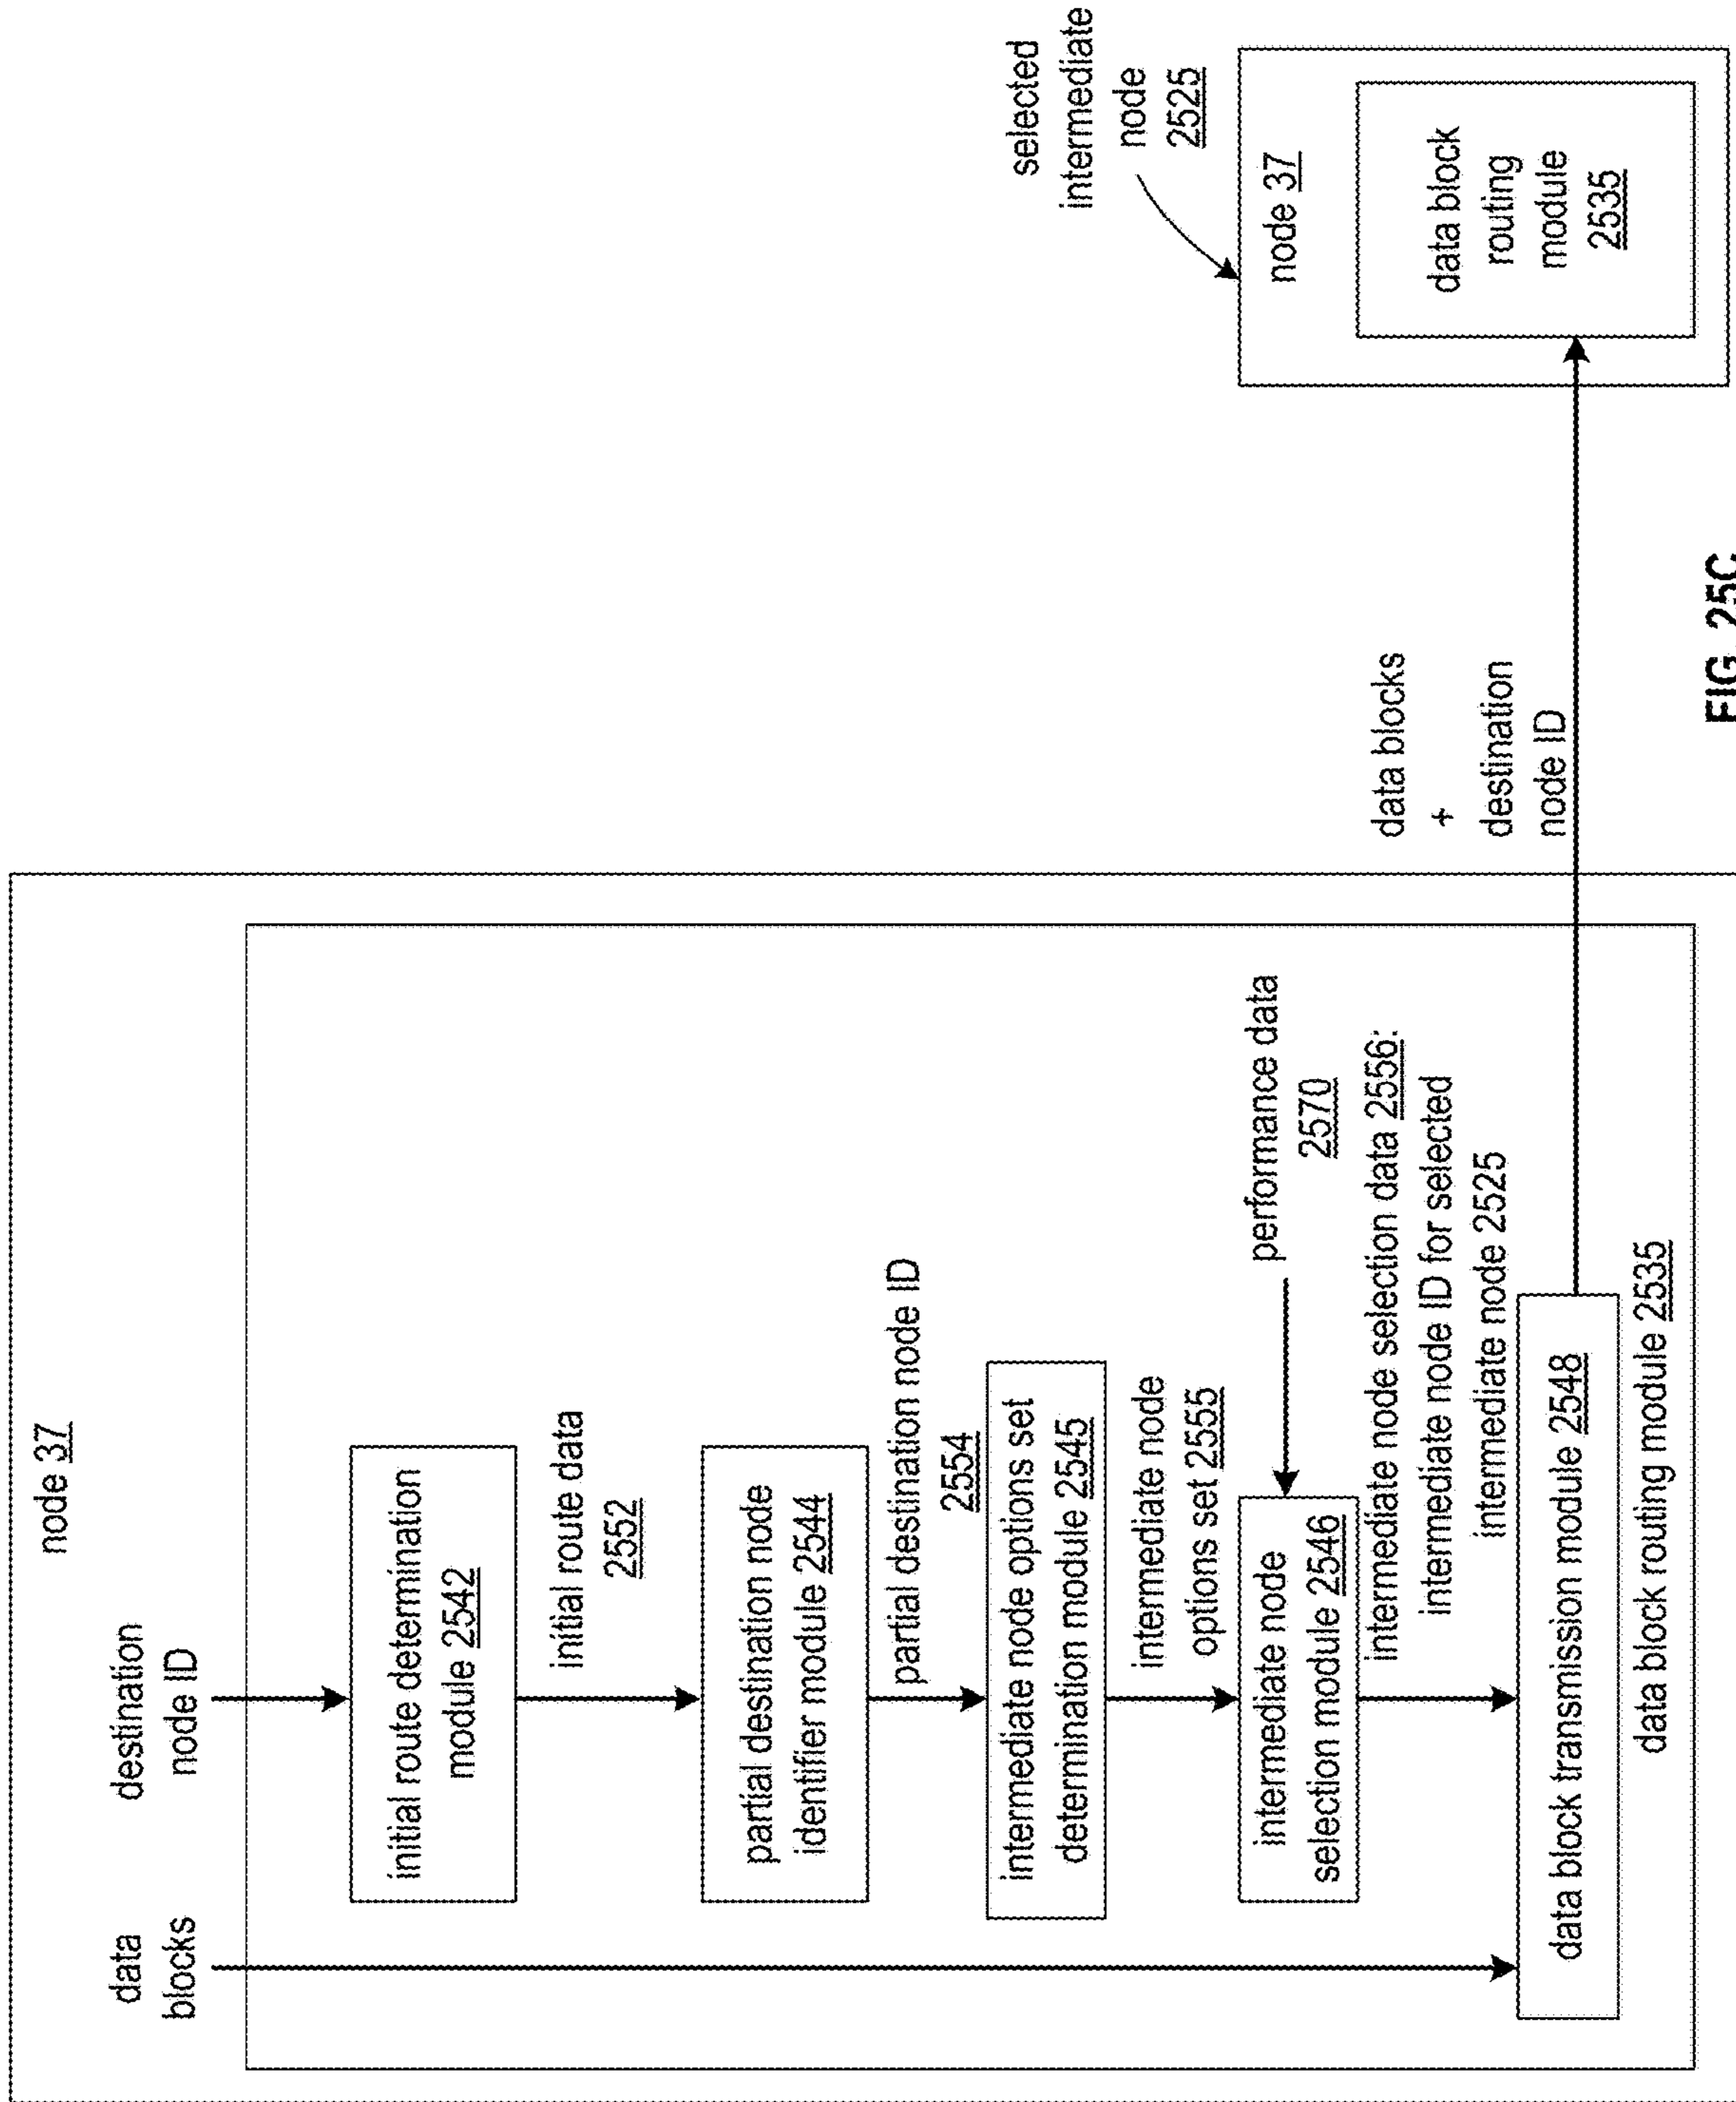 node 37
data
blocks
destination
node ID
initial route determination
module 2542
initial route data
2552
partial destination node
identifier module 2544
partial destination node ID
2554
intermediate node options set
determination module 2545
intermediate node
options set 2555
intermediate node
selection module 2546
performance data
2570
intermediate node selection data 2556:
intermediate node ID for selected
intermediate node 2525
data block transmission module 2548
data block routing module 2535
data blocks
+
destination
node ID
selected
intermediate
node
2525
node 37
data block
routing
module
2535
FIG. 25C